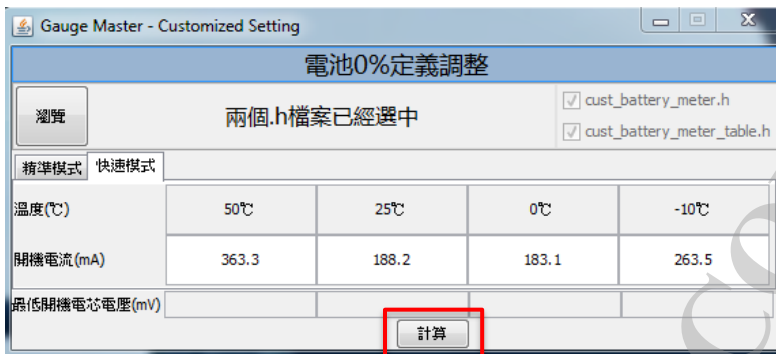 Gauge Master - Customized Setting
電池0%定義調整
瀏覽
兩個.h檔案已經選中
cust_battery_meter.h
cust_battery_meter_table.h
精準模式 快速模式
溫度(℃) 50℃ 25℃ 0℃ -10℃
開機電流(mA) 363.3 188.2 183.1 263.5
最低開機電芯電壓(mV)
計算